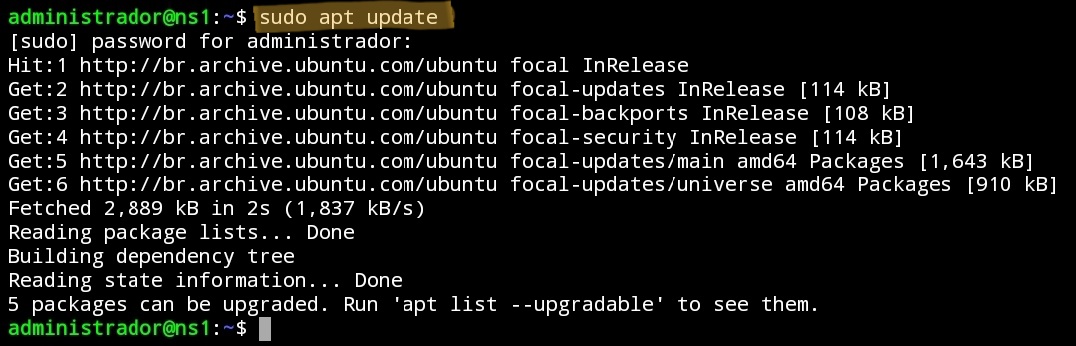 administrador@ns1:~$ sudo apt update
[sudo] password for administrador:
Hit:1 http://br.archive.ubuntu.com/ubuntu focal InRelease
Get:2 http://br.archive.ubuntu.com/ubuntu focal-updates InRelease [114 kB]
Get:3 http://br.archive.ubuntu.com/ubuntu focal-backports InRelease [108 kB]
Get:4 http://br.archive.ubuntu.com/ubuntu focal-security InRelease [114 kB]
Get:5 http://br.archive.ubuntu.com/ubuntu focal-updates/main amd64 Packages [1,643 kB]
Get:6 http://br.archive.ubuntu.com/ubuntu focal-updates/universe amd64 Packages [910 kB]
Fetched 2,889 kB in 2s (1,837 kB/s)
Reading package lists... Done
Building dependency tree
Reading state information... Done
5 packages can be upgraded. Run 'apt list --upgradable' to see them.
administrador@ns1:~$